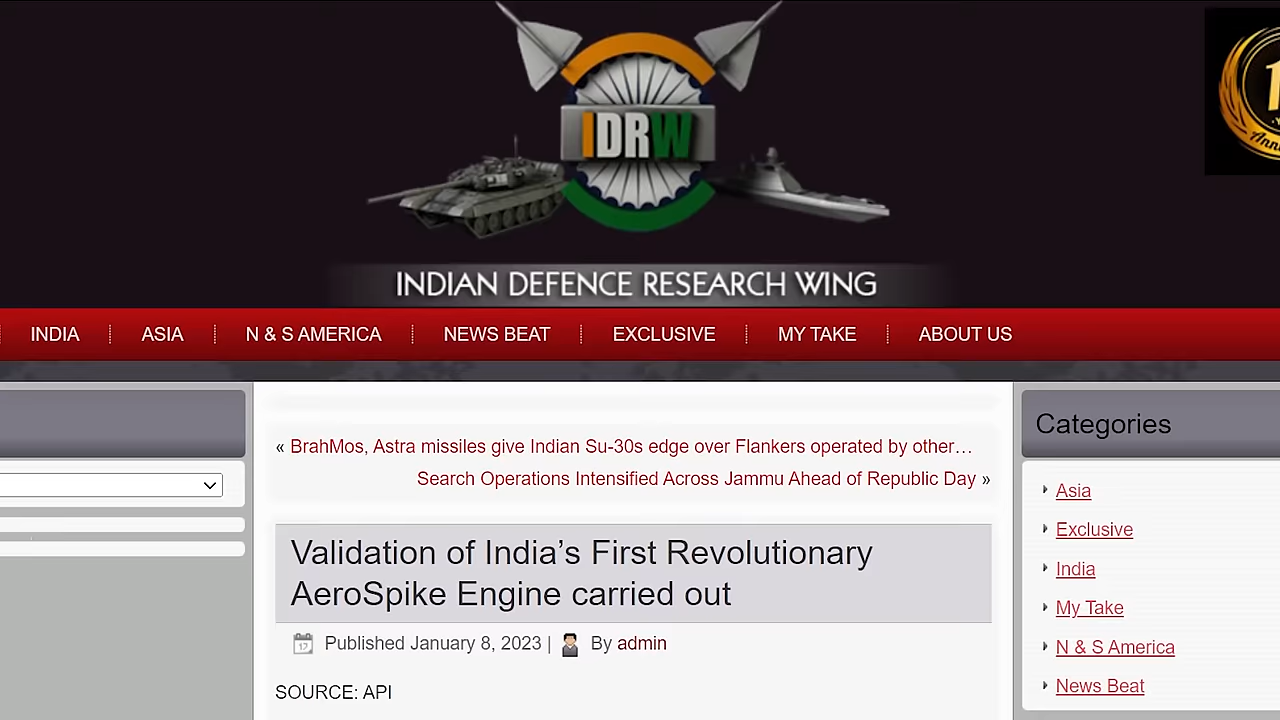 IDRW
INDIAN DEFENCE RESEARCH WING
INDIA
ASIA
N & S AMERICA
NEWS BEAT
EXCLUSIVE
MY TAKE
ABOUT US
« BrahMos, Astra missiles give Indian Su-30s edge over Flankers operated by other…
Search Operations Intensified Across Jammu Ahead of Republic Day »
Validation of India’s First Revolutionary
AeroSpike Engine carried out
17 Published January 8, 2023 | By admin
SOURCE: API
Categories
Asia
Exclusive
India
My Take
N & S America
News Beat